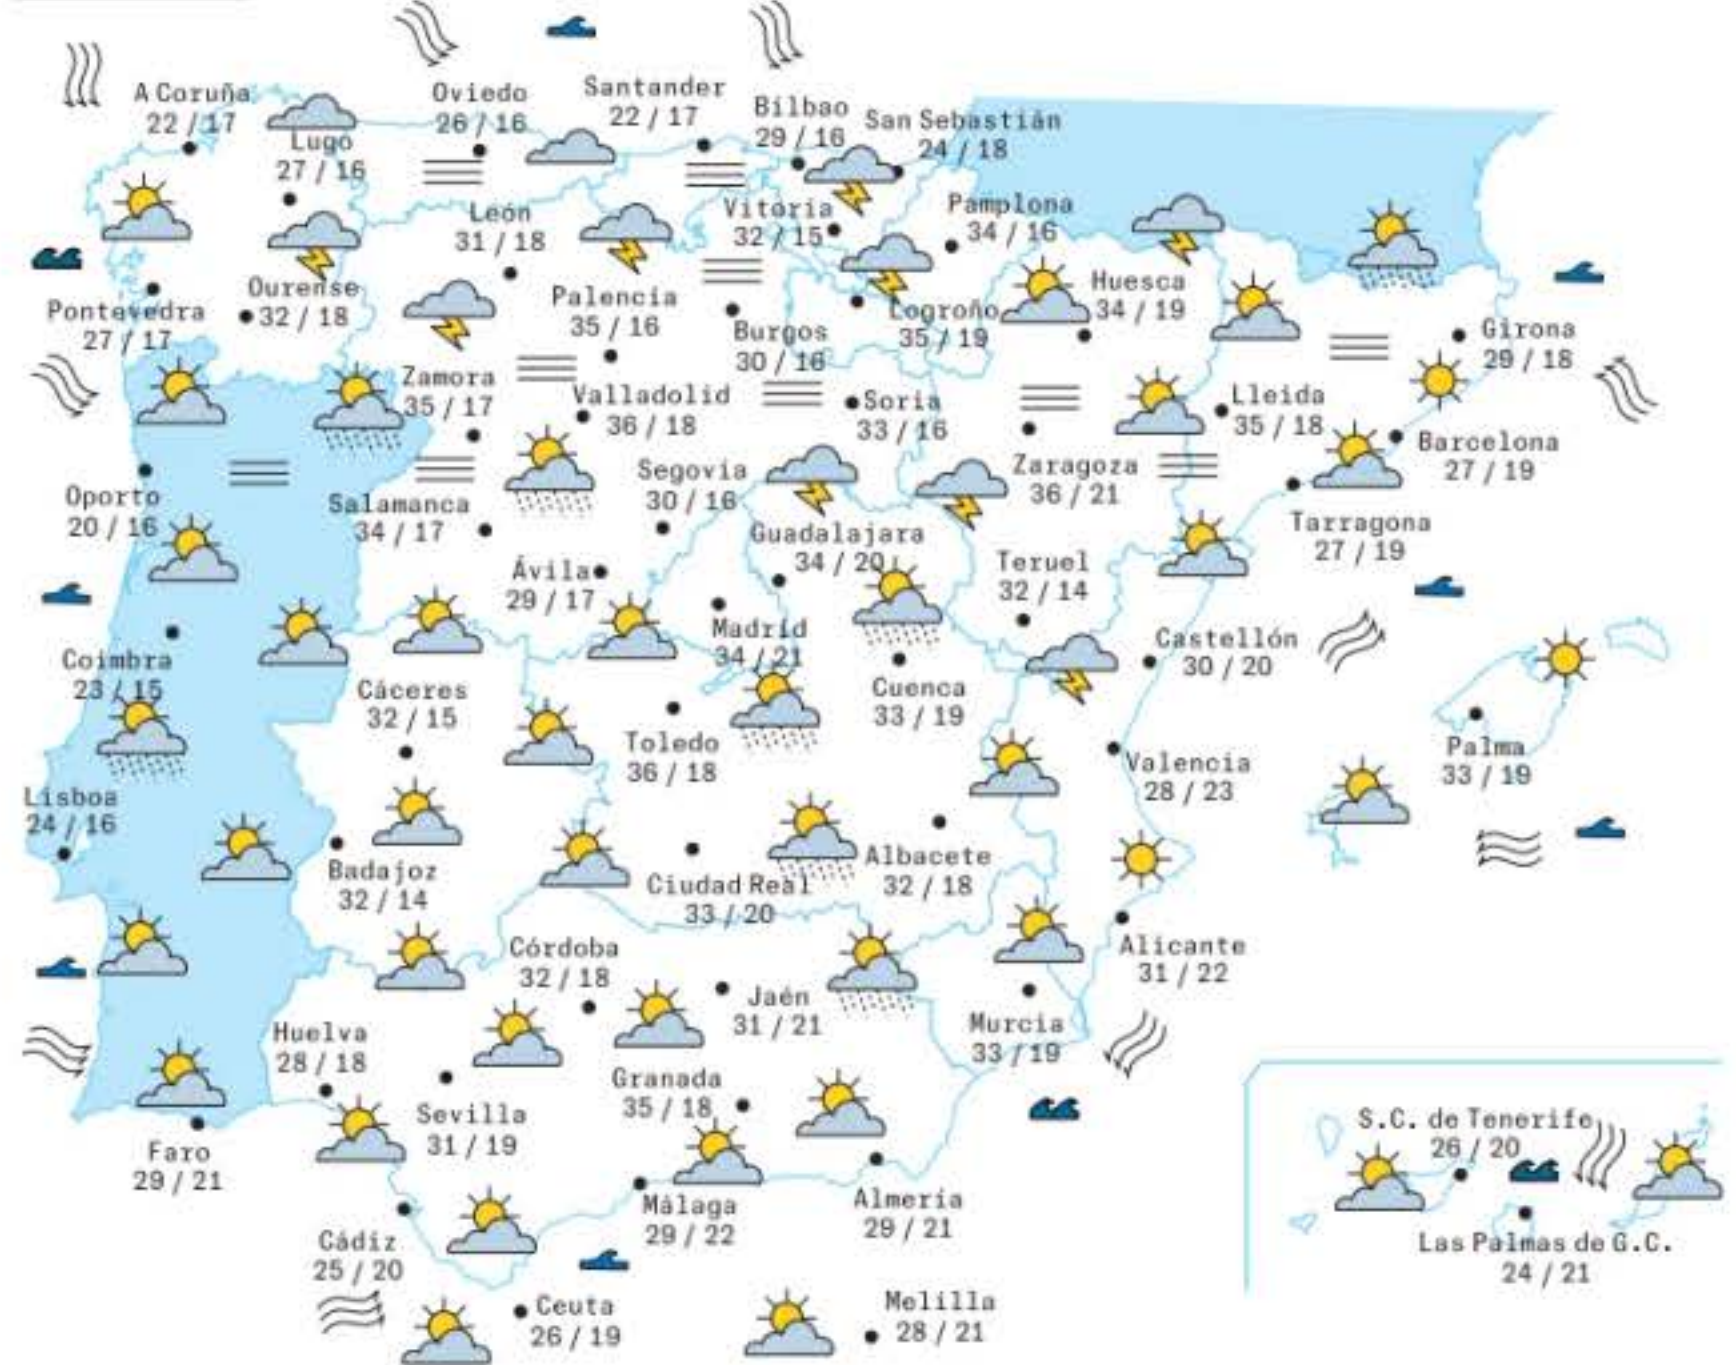 A Coruña
22 / 17
Lugo
27 / 16
Oviedo
26 / 16
Santander
22 / 17
Bilbao
29 / 16
San Sebastián
24 / 18
Vitoria
32 / 15
Pamplona
34 / 16
León
31 / 18
Pontevedra
27 / 17
Ourense
32 / 18
Palencia
35 / 16
Burgos
30 / 16
Logroño
35 / 19
Huesca
34 / 19
Girona
29 / 18
Zamora
35 / 17
Valladolid
36 / 18
Soria
33 / 16
Lleida
35 / 18
Barcelona
27 / 19
Oporto
20 / 16
Salamanca
34 / 17
Segovia
30 / 16
Zaragoza
36 / 21
Tarragona
27 / 19
Ávila
29 / 17
Guadalajara
34 / 20
Teruel
32 / 14
Coimbra
23 / 15
Madrid
34 / 21
Castellón
30 / 20
Cáceres
32 / 15
Toledo
36 / 18
Cuenca
33 / 19
Valencia
28 / 23
Palma
33 / 19
Lisboa
24 / 16
Badajoz
32 / 14
Ciudad Real
33 / 20
Albacete
32 / 18
Alicante
31 / 22
Córdoba
32 / 18
Jaén
31 / 21
Murcia
33 / 19
Huelva
28 / 18
Sevilla
31 / 19
Granada
35 / 18
Faro
29 / 21
Málaga
29 / 22
Almería
29 / 21
Cádiz
25 / 20
Ceuta
26 / 19
Melilla
28 / 21
S.C. de Tenerife
26 / 20
Las Palmas de G.C.
24 / 21